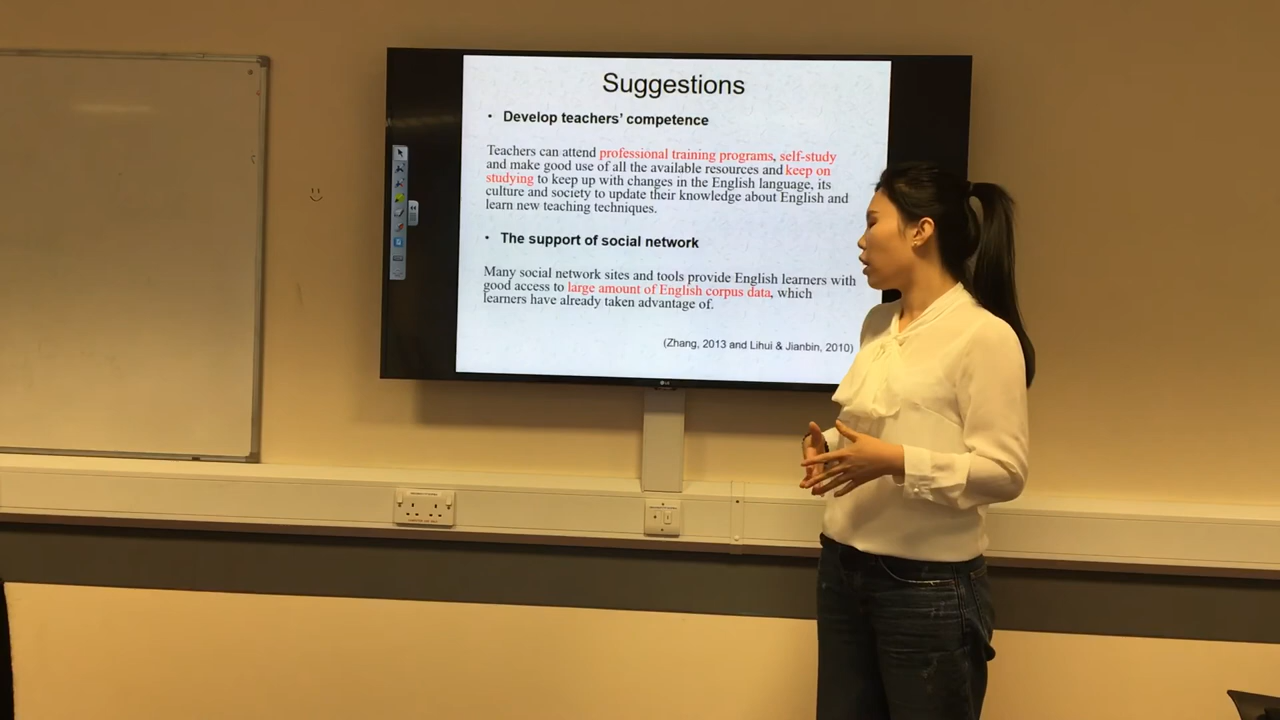 Suggestions
• Develop teachers' competence
Teachers can attend professional training programs, self-study
and make good use of all the available resources and keep on
studying to keep up with changes in the English language, its
culture and society to update their knowledge about English and
learn new teaching techniques.
• The support of social network
Many social network sites and tools provide English learners with
good access to large amount of English corpus data, which
learners have already taken advantage of.
(Zhang, 2013 and Lihui & Jianbin, 2010)
LG